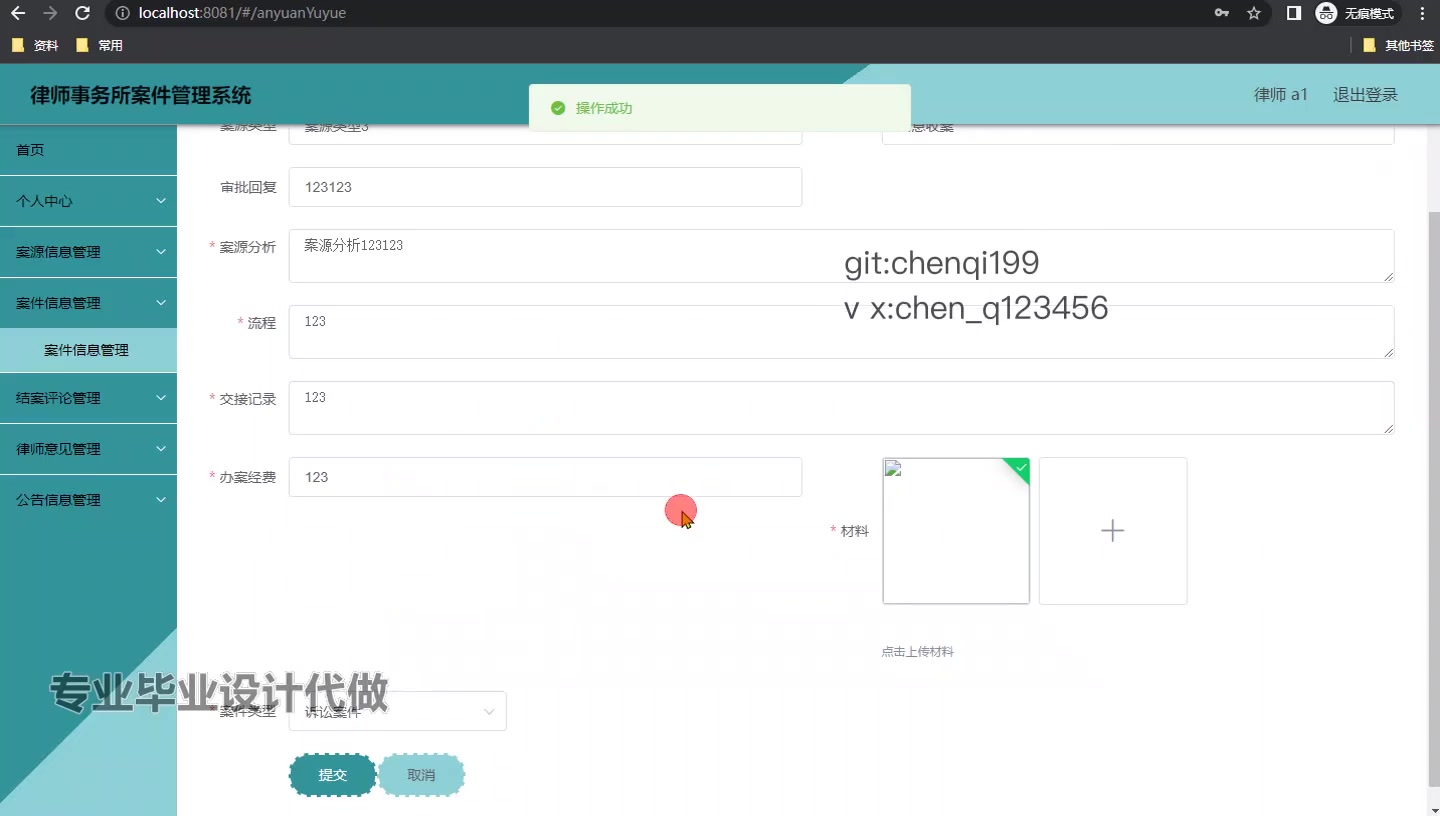 localhost:8081/#/anyuanYuyue
无痕模式
资料
常用
其他书签
律师事务所案件管理系统
操作成功
律师 a1
退出登录
首页
个人中心
案源信息管理
案件信息管理
案件信息管理
结案评论管理
律师意见管理
公告信息管理
案源类型
案源类型3
审批回复
123123
* 案源分析
案源分析123123
git:chenqi199
v x:chen_q123456
* 流程
123
* 交接记录
123
* 办案经费
123
* 材料
点击上传材料
专业毕业设计代做
案件类型
诉讼案件
提交
取消